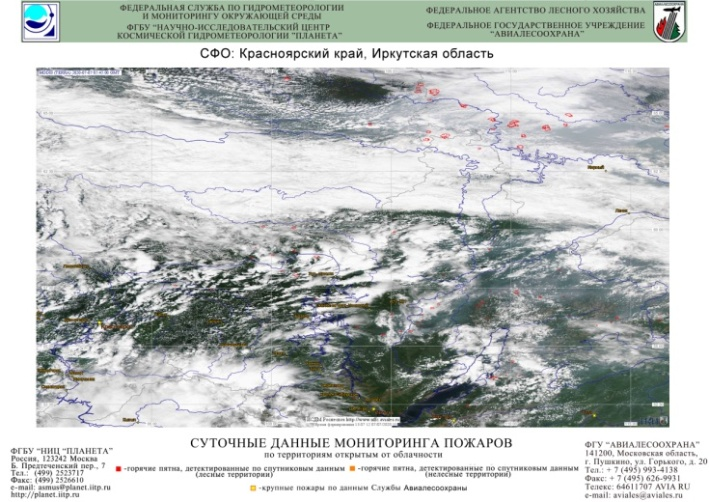 ФЕДЕРАЛЬНАЯ СЛУЖБА ПО ГИДРОМЕТЕОРОЛОГИИ
И МОНИТОРИНГУ ОКРУЖАЮЩЕЙ СРЕДЫ
ФГБУ "НАУЧНО-ИССЛЕДОВАТЕЛЬСКИЙ ЦЕНТР
КОСМИЧЕСКОЙ ГИДРОМЕТЕОРОЛОГИИ "ПЛАНЕТА"
ФЕДЕРАЛЬНОЕ АГЕНТСТВО ЛЕСНОГО ХОЗЯЙСТВА
ФЕДЕРАЛЬНОЕ ГОСУДАРСТВЕННОЕ УЧРЕЖДЕНИЕ
"АВИАЛЕСООХРАНА"
СФО: Красноярский край, Иркутская область
СУТОЧНЫЕ ДАННЫЕ МОНИТОРИНГА ПОЖАРОВ
по территориям открытым от облачности
-горячие пятна, детектированные по спутниковым данным
(лесные территории)
-горячие пятна, детектированные по спутниковым данным
(нелесные территории)
-крупные пожары по данным Службы Авиалесоохраны
ФГБУ "НИЦ "ПЛАНЕТА"
Россия, 123242 Москва
Б. Предтеченский пер., 7
Тел.: (499) 2523717
Факс: (499) 2526610
e-mail: asmus@planet.iitp.ru
http://planet.iitp.ru
ФГУ "АВИАЛЕСООХРАНА"
141200, Московская область,
г. Пушкино, ул. Горького, д. 20
Тел.: + 7 (495) 993-4138
Факс: + 7 (495) 626-9931
Телекс: 64611707 AVIA RU
e-mail: aviales@aviales.ru